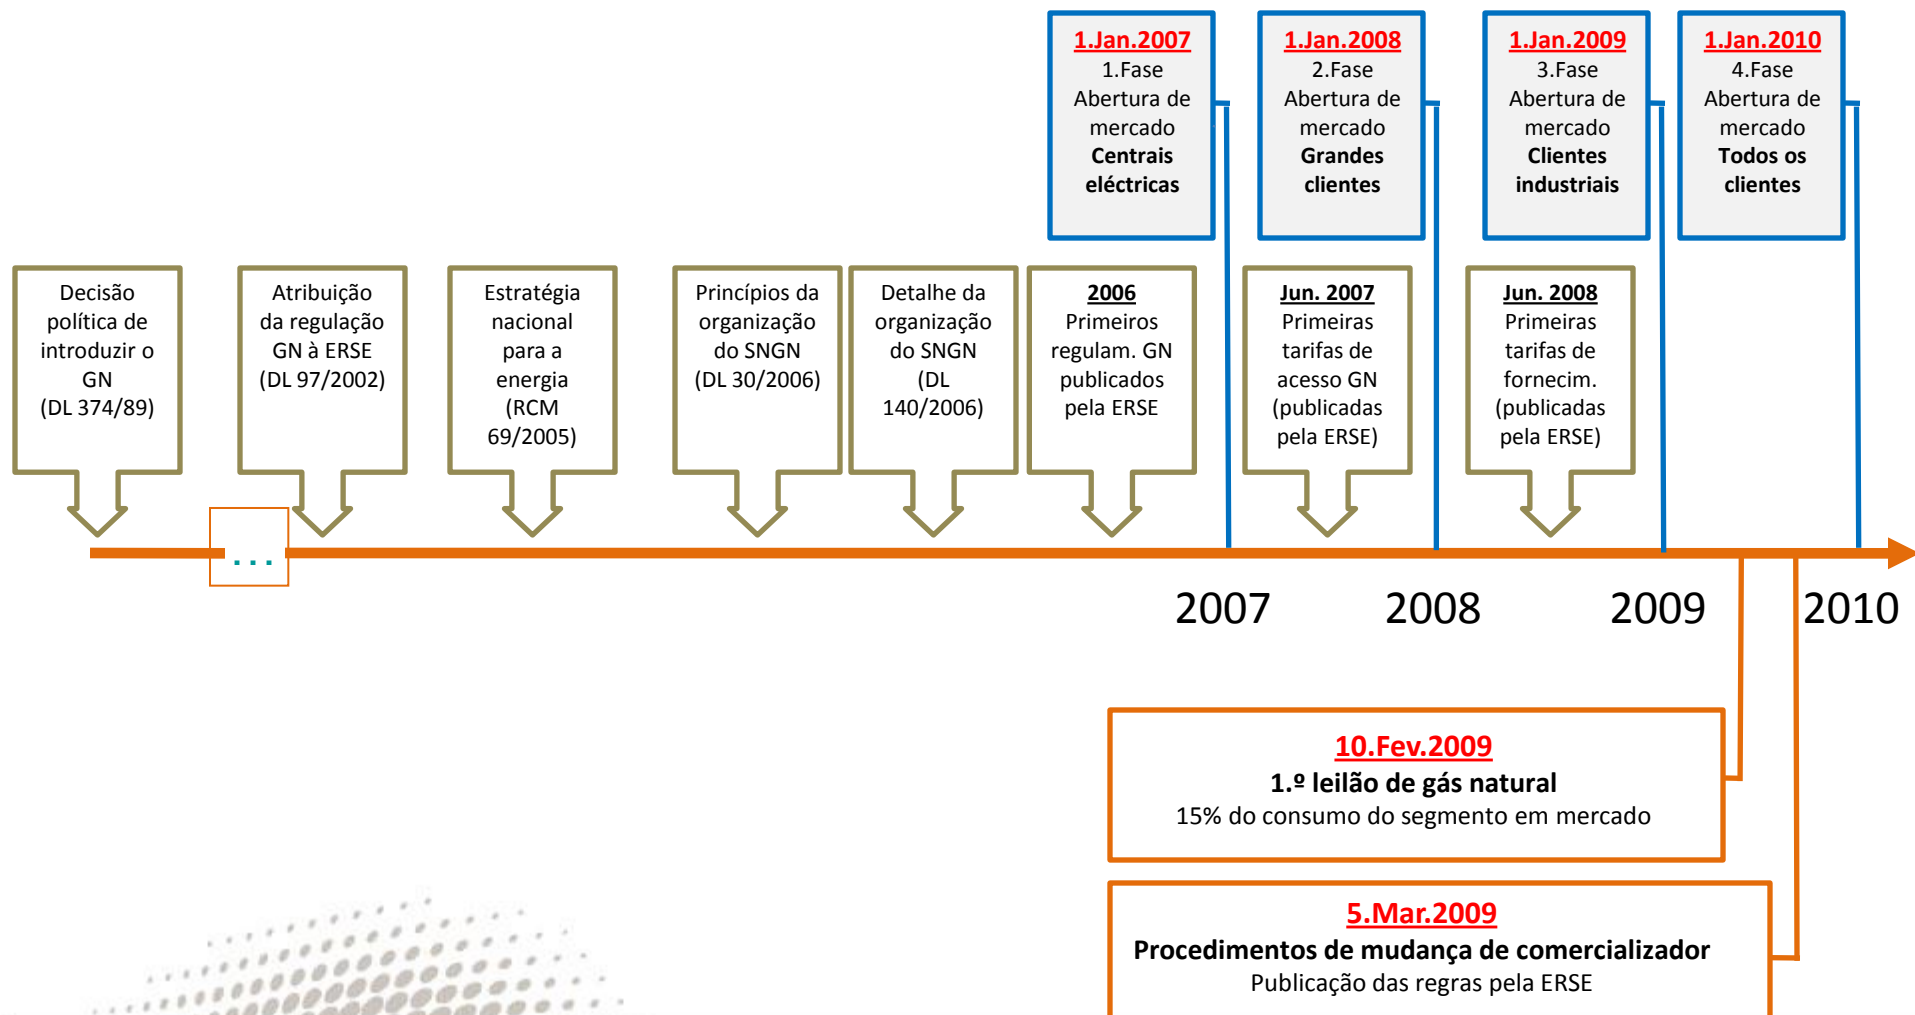 1.Jan.2007
1.Fase
Abertura de
mercado
Centrais
eléctricas
1.Jan.2008
2.Fase
Abertura de
mercado
Grandes
clientes
1.Jan.2009
3.Fase
Abertura de
mercado
Clientes
industriais
1.Jan.2010
4.Fase
Abertura de
mercado
Todos os
clientes
Decisão
política de
introduzir o
GN
(DL 374/89)
Atribuição
da regulação
GN à ERSE
(DL 97/2002)
Estratégia
nacional
para a
energia
(RCM
69/2005)
Princípios da
organização
do SNGN
(DL 30/2006)
Detalhe da
organização
do SNGN
(DL
140/2006)
2006
Primeiros
regulam. GN
publicados
pela ERSE
Jun. 2007
Primeiras
tarifas de
acesso GN
(publicadas
pela ERSE)
Jun. 2008
Primeiras
tarifas de
fornecim.
(publicadas
pela ERSE)
...
2007
2008
2009
2010
10.Fev.2009
1.º leilão de gás natural
15% do consumo do segmento em mercado
5.Mar.2009
Procedimentos de mudança de comercializador
Publicação das regras pela ERSE